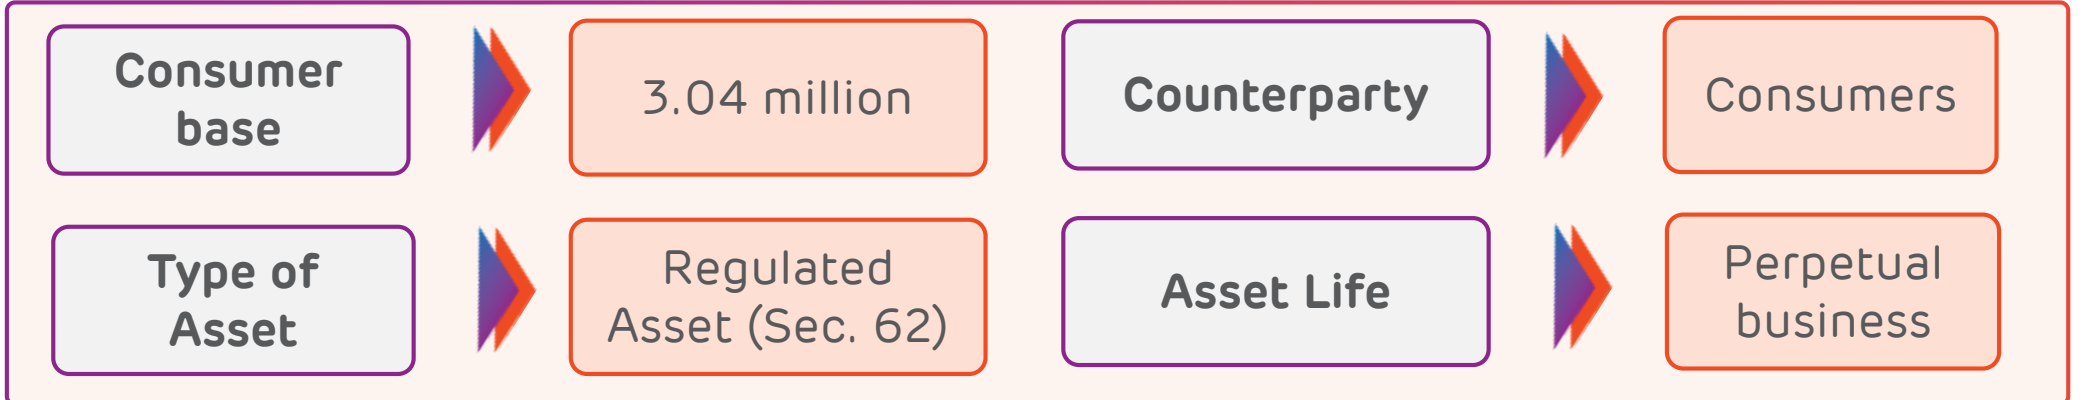 Consumer
base
3.04 million
Counterparty
Consumers
Type of
Asset
Regulated
Asset (Sec. 62)
Asset Life
Perpetual
business